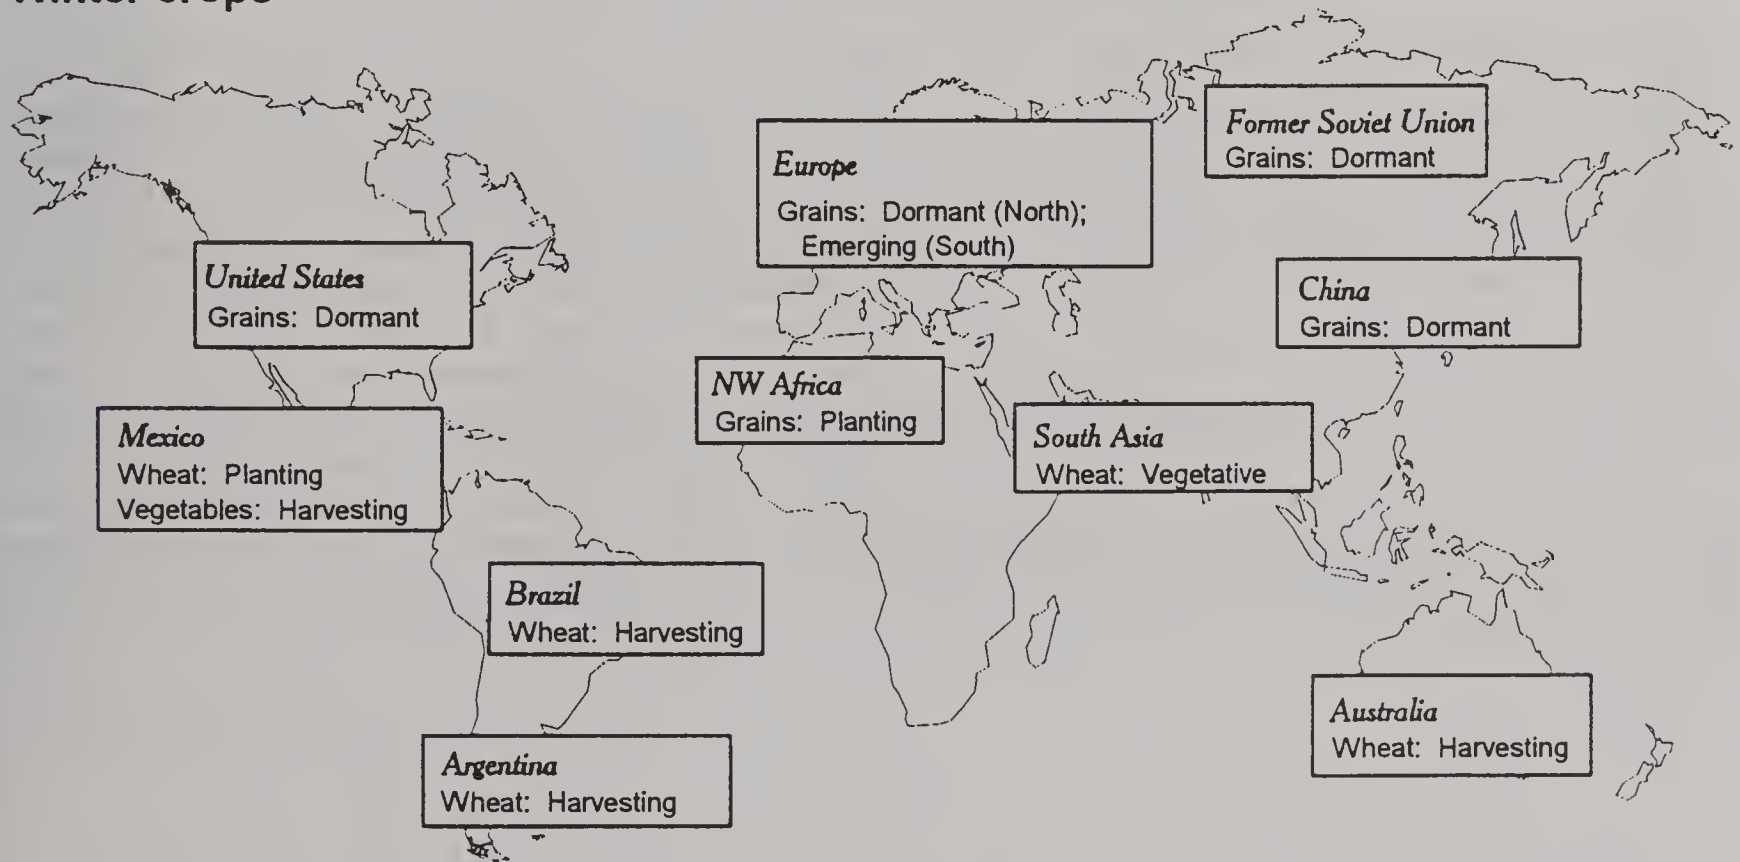 Winter crops
United States
Grains: Dormant
Mexico
Wheat: Planting
Vegetables: Harvesting
Brazil
Wheat: Harvesting
Argentina
Wheat: Harvesting
Europe
Grains: Dormant (North);
Emerging (South)
NW Africa
Grains: Planting
Former Soviet Union
Grains: Dormant
China
Grains: Dormant
South Asia
Wheat: Vegetative
Australia
Wheat: Harvesting